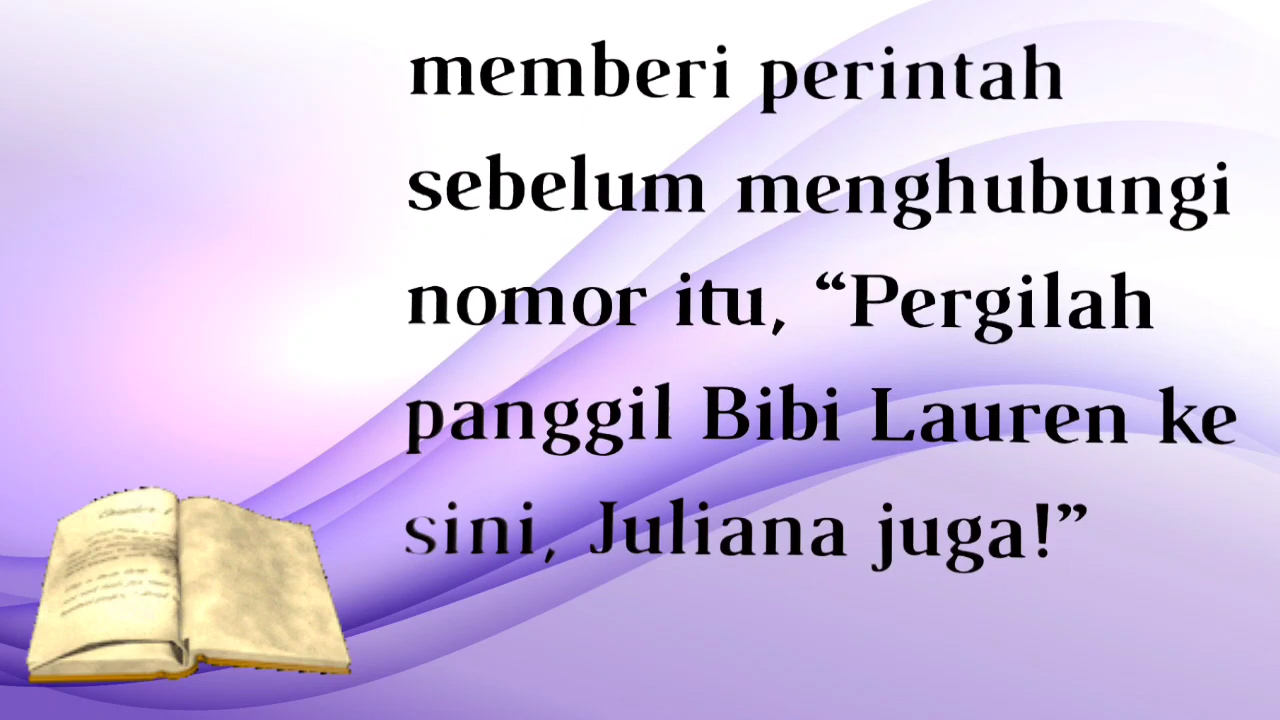 memberi perintah
sebelum menghubungi
nomor itu, “Pergilah
panggil Bibi Lauren ke
sini, Juliana juga!”